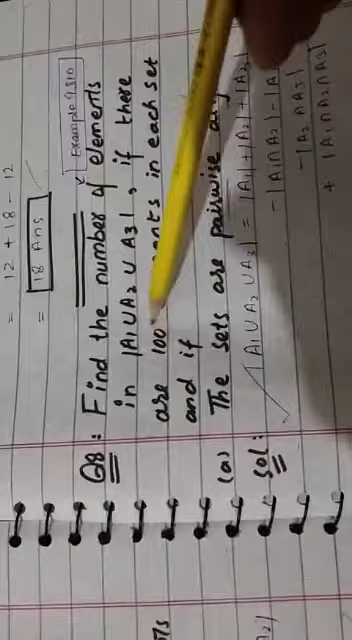 = 12 + 18 - 12
= 18 Ans
Example 9,$10
Q8: Find the number of elements
in |A1 ∪ A2 ∪ A3|, if there
are 100 in each set
and if
(a) The sets are pairwise
Sol: |A1 ∪ A2 ∪ A3| = |A1| + |A2| + |A3|
- |A1 ∩ A2| - |A
- |A2 ∩ A3|
+ |A1 ∩ A2 ∩ A3|